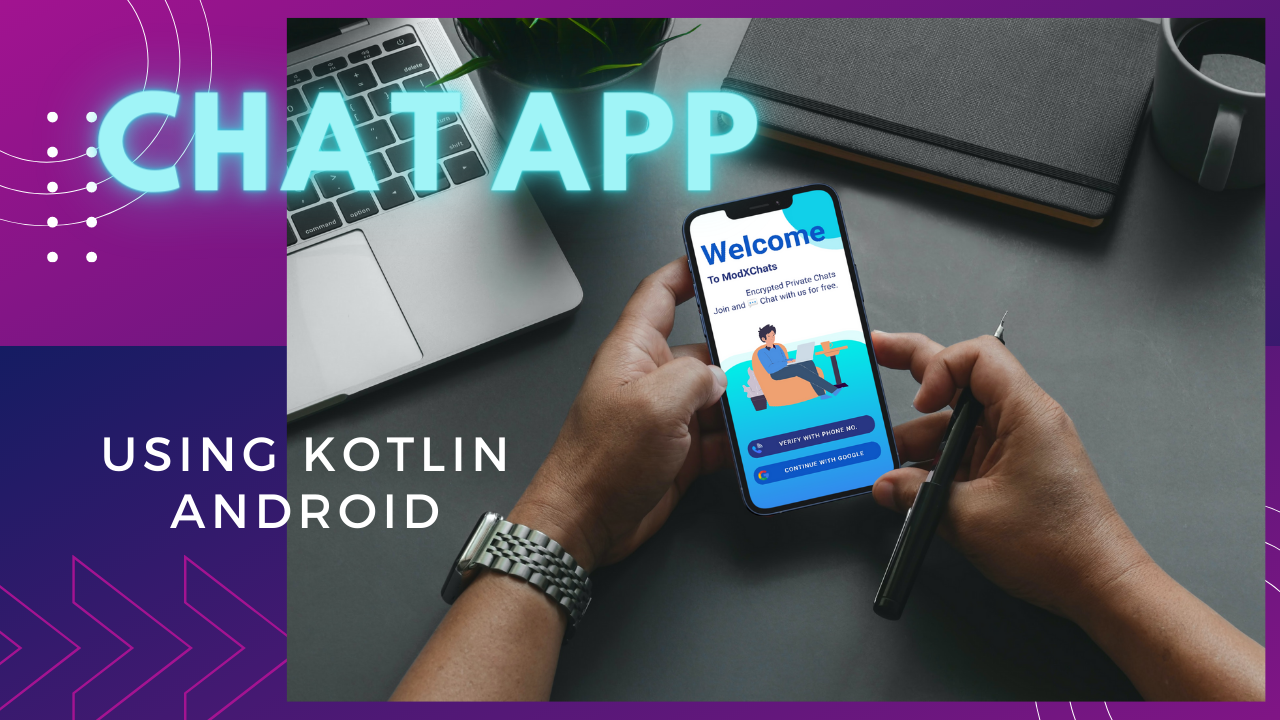 CHAT APP
USING KOTLIN
ANDROID
Welcome
To ModXChats
Encrypted Private Chats
Join and 💬 Chat with us for free.
VERIFY WITH PHONE NO.
CONTINUE WITH GOOGLE
delete
shift
command
option